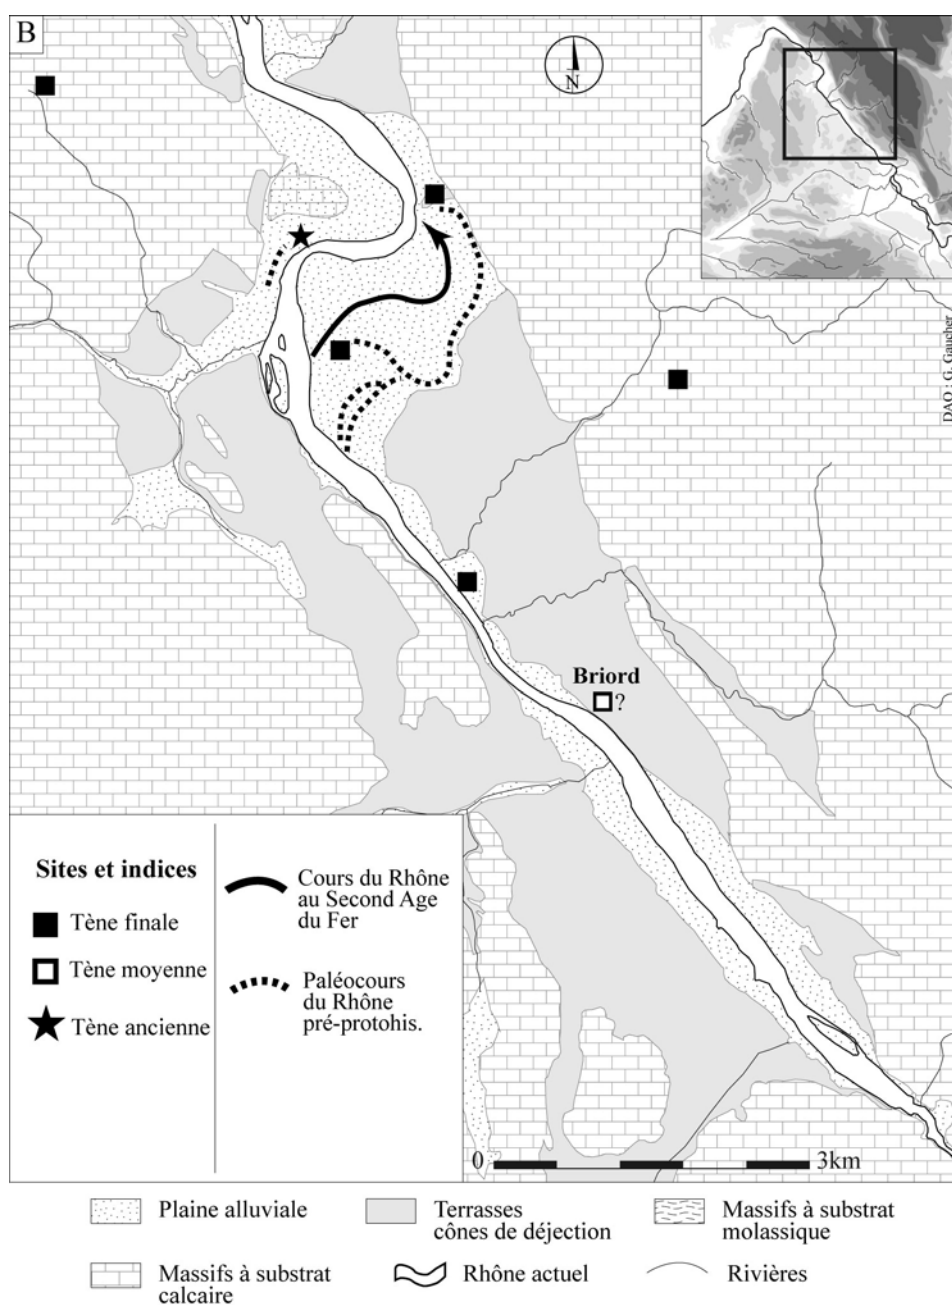 B
N
DAO : G. Gaucher
Briord
?
Sites et indices
Tène finale
Tène moyenne
Tène ancienne
Cours du Rhône
au Second Age
du Fer
Paléocours
du Rhône
pré-protohis.
0
3km
Plaine alluviale
Terrasses
cônes de déjection
Massifs à substrat
molassique
Massifs à substrat
calcaire
Rhône actuel
Rivières